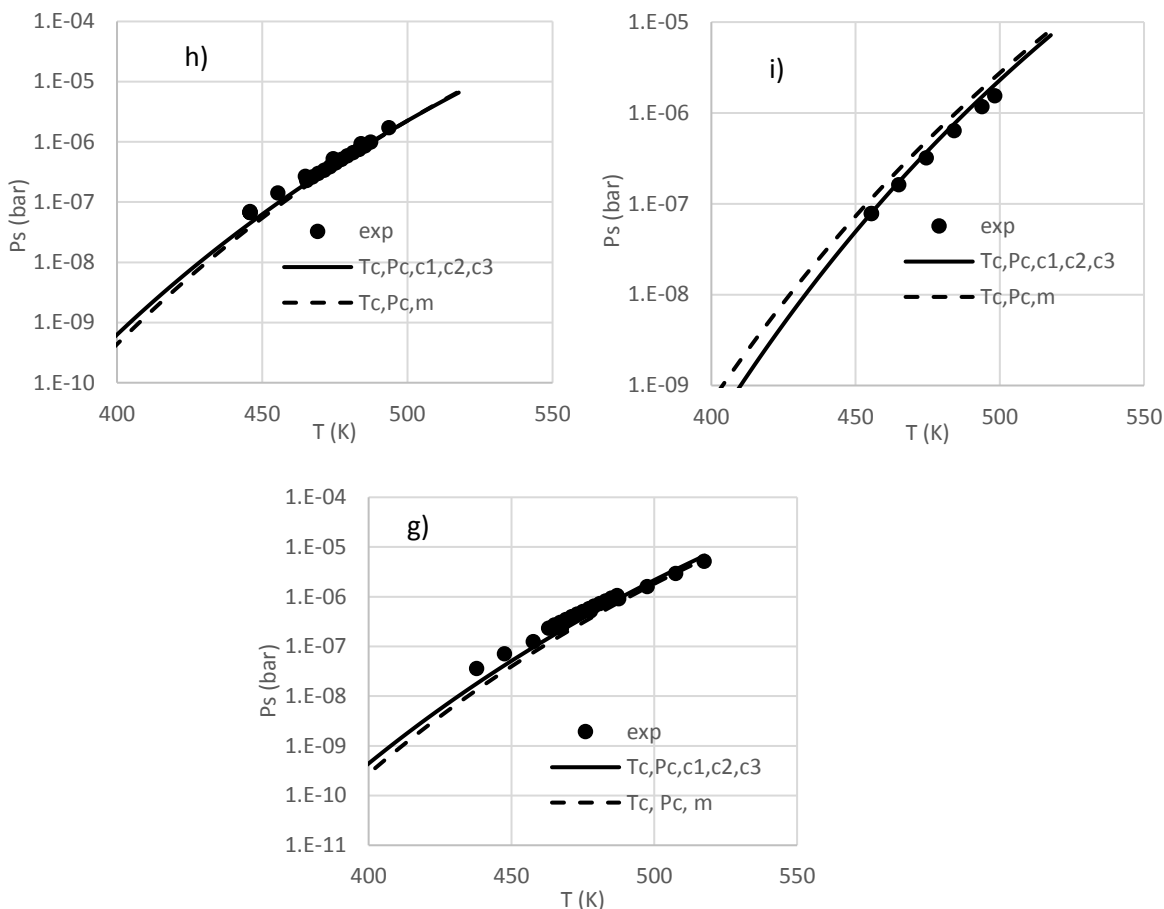 h)
1.E-04
1.E-05
1.E-06
1.E-07
1.E-08
1.E-09
1.E-10
Ps (bar)
exp
Tc,Pc,c1,c2,c3
Tc,Pc,m
400 450 500 550
T (K)
i)
1.E-05
1.E-06
1.E-07
1.E-08
1.E-09
Ps (bar)
exp
Tc,Pc,c1,c2,c3
Tc,Pc,m
400 450 500 550
T (K)
g)
1.E-04
1.E-05
1.E-06
1.E-07
1.E-08
1.E-09
1.E-10
1.E-11
Ps (bar)
exp
Tc,Pc,c1,c2,c3
Tc, Pc, m
400 450 500 550
T (K)